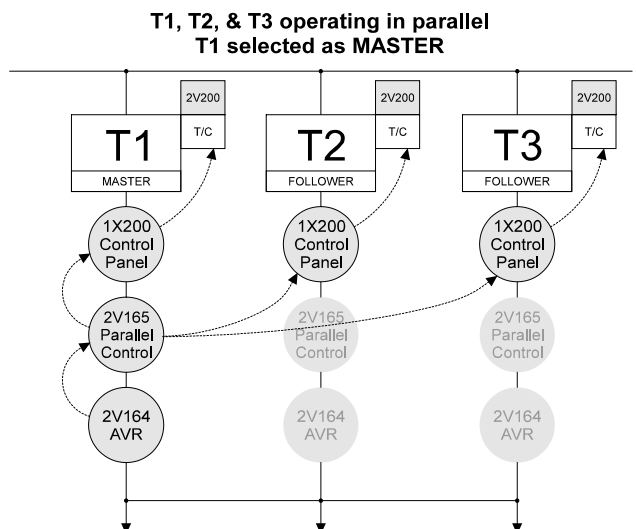 T1, T2, & T3 operating in parallel
T1 selected as MASTER
2V200
2V200
2V200
T1
T/C
T2
T/C
T3
T/C
MASTER
FOLLOWER
FOLLOWER
1X200
Control
Panel
1X200
Control
Panel
1X200
Control
Panel
2V165
Parallel
Control
2V165
Parallel
Control
2V165
Parallel
Control
2V164
AVR
2V164
AVR
2V164
AVR